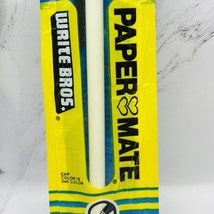 WRITE BROS.®
PAPER MATE®
CAP
COLOR IS
INK COLOR